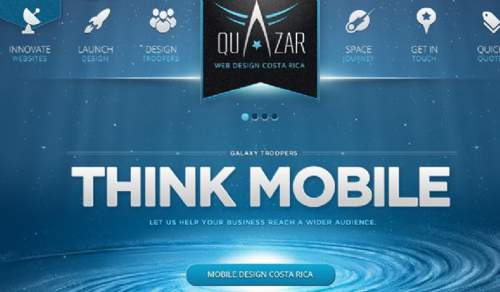 INNOVATE
WEBSITES
LAUNCH
DESIGN
DESIGN
TROOPERS
QUAZAR
WEB DESIGN COSTA RICA
SPACE
JOURNEY
GET IN
TOUCH
QUICK
QUOTE
GALAXY TROOPERS
THINK MOBILE
LET US HELP YOUR BUSINESS REACH A WIDER AUDIENCE.
MOBILE DESIGN COSTA RICA